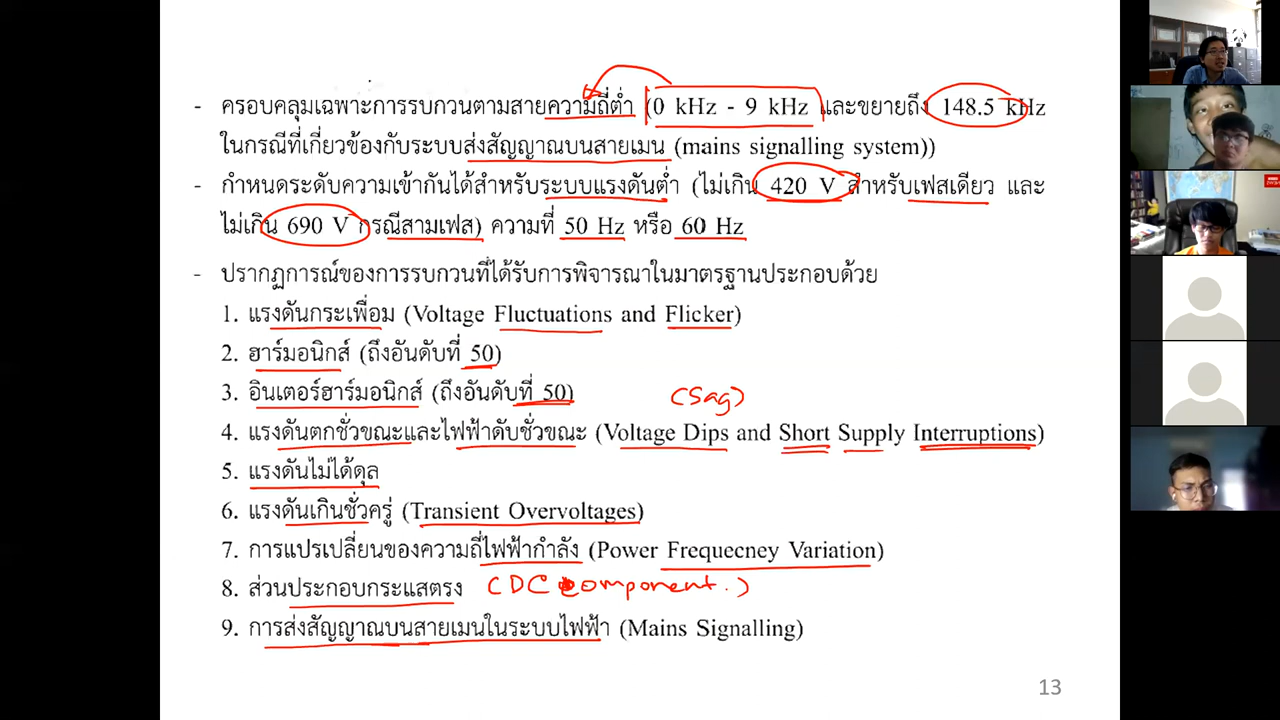 - ครอบคลุมเฉพาะการรบกวนตามสายความถี่ต่ำ (0 kHz - 9 kHz และขยายถึง 148.5 kHz
ในกรณีที่เกี่ยวข้องกับระบบส่งสัญญาณบนสายเมน (mains signalling system))
- กำหนดระดับความเข้ากันได้สำหรับระบบแรงดันต่ำ (ไม่เกิน 420 V สำหรับเฟสเดียว และ
ไม่เกิน 690 V กรณีสามเฟส) ความที่ 50 Hz หรือ 60 Hz
- ปรากฏการณ์ของการรบกวนที่ได้รับการพิจารณาในมาตรฐานประกอบด้วย
1. แรงดันกระเพื่อม (Voltage Fluctuations and Flicker)
2. ฮาร์มอนิกส์ (ถึงอันดับที่ 50)
3. อินเตอร์ฮาร์มอนิกส์ (ถึงอันดับที่ 50)
(Sag)
4. แรงดันตกชั่วขณะและไฟฟ้าดับชั่วขณะ (Voltage Dips and Short Supply Interruptions)
5. แรงดันไม่ได้ดุล
6. แรงดันเกินชั่วครู่ (Transient Overvoltages)
7. การแปรเปลี่ยนของความถี่ไฟฟ้ากำลัง (Power Frequecney Variation)
8. ส่วนประกอบกระแสตรง (DC component.)
9. การส่งสัญญาณบนสายเมนในระบบไฟฟ้า (Mains Signalling)
13